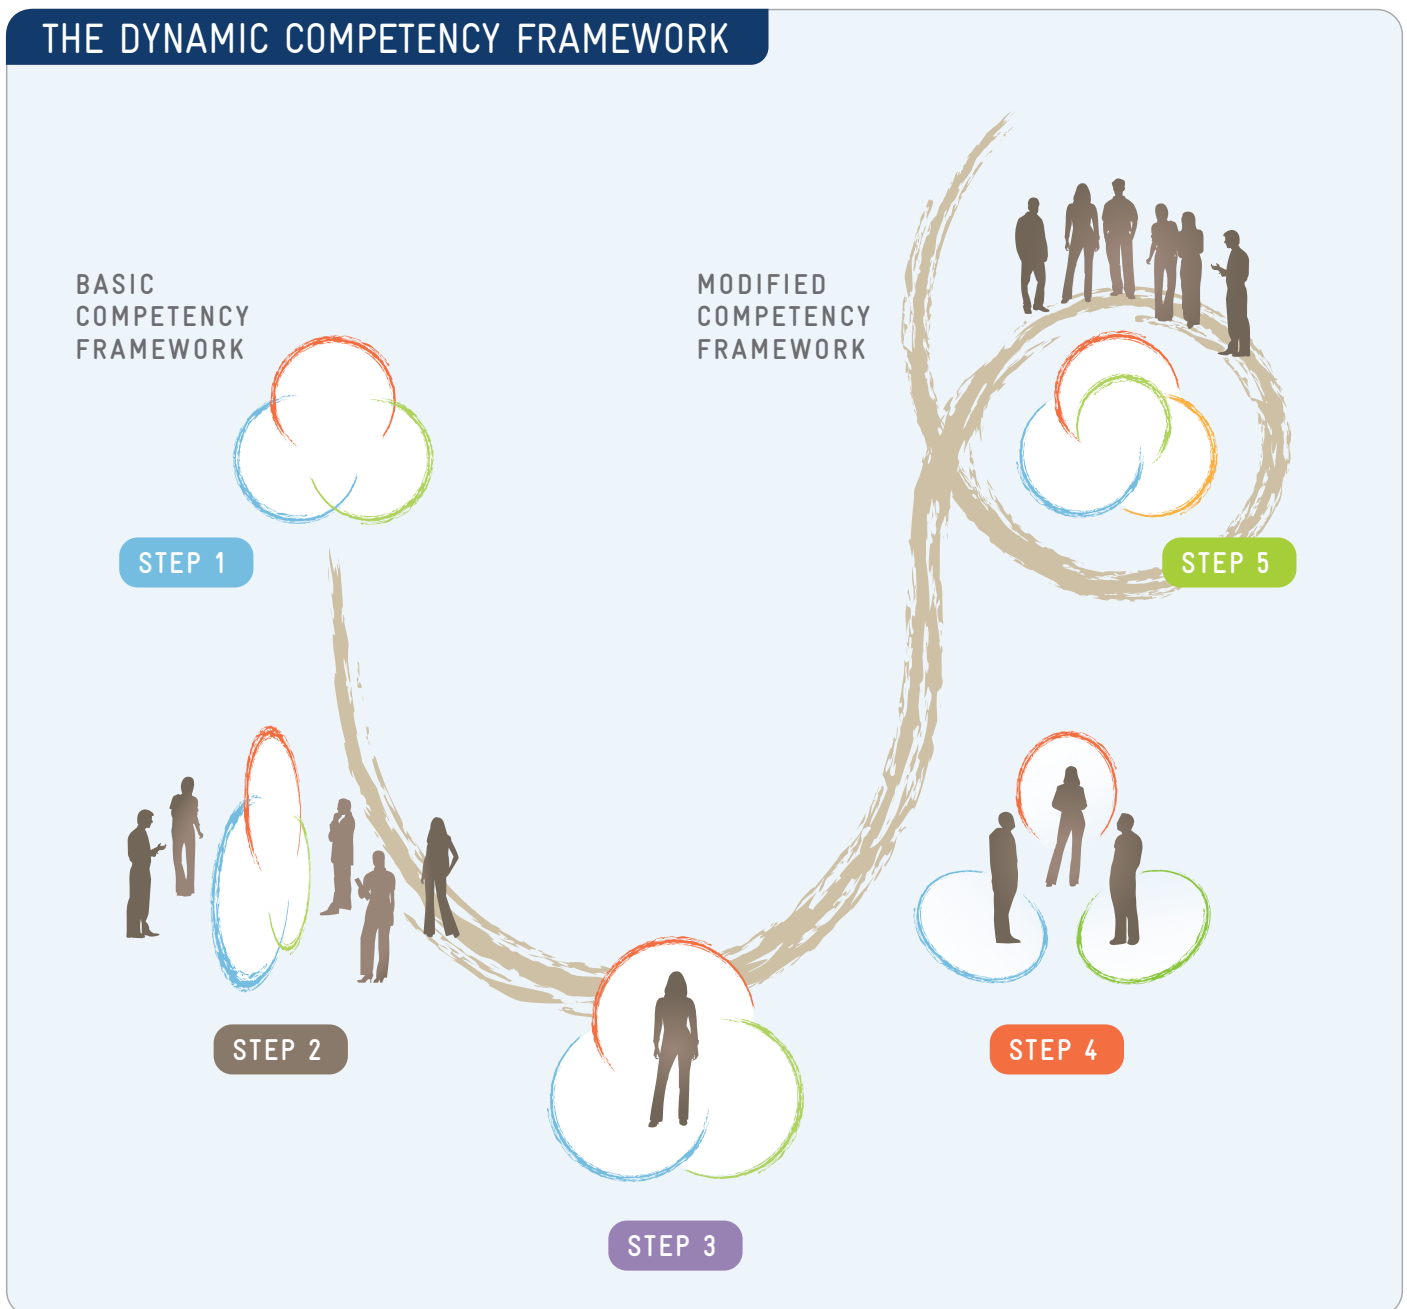 THE DYNAMIC COMPETENCY FRAMEWORK
BASIC
COMPETENCY
FRAMEWORK
MODIFIED
COMPETENCY
FRAMEWORK
STEP 1
STEP 5
STEP 2
STEP 4
STEP 3